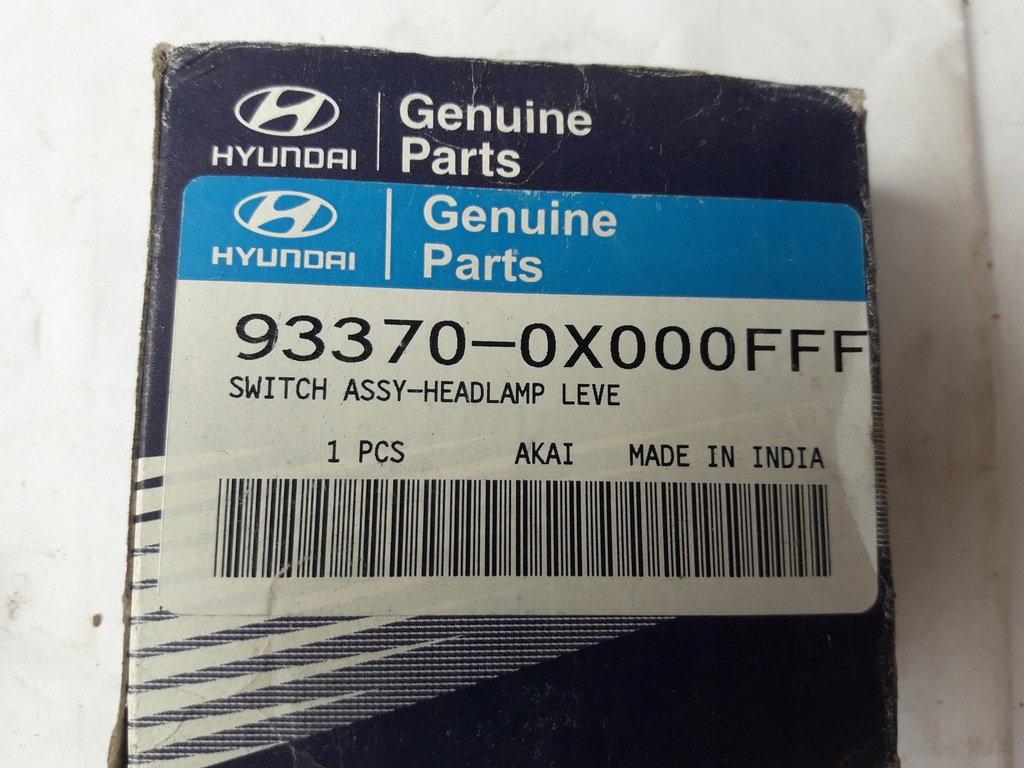 HYUNDAI
Genuine
Parts
HYUNDAI
Genuine
Parts
93370-0X000FFF
SWITCH ASSY-HEADLAMP LEVE
1 PCS AKAI MADE IN INDIA